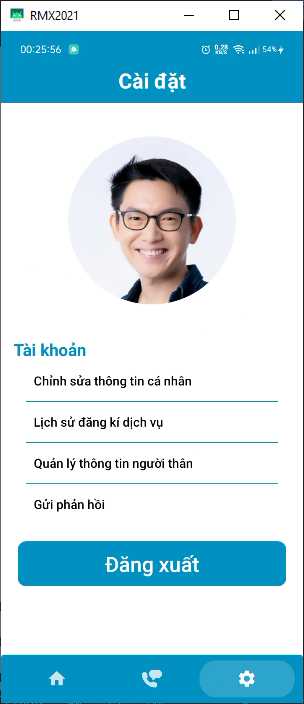 RMX2021
00:25:56
0.28 KB/S
54%
Cài đặt
Tài khoản
Chỉnh sửa thông tin cá nhân
Lịch sử đăng kí dịch vụ
Quản lý thông tin người thân
Gửi phản hồi
Đăng xuất